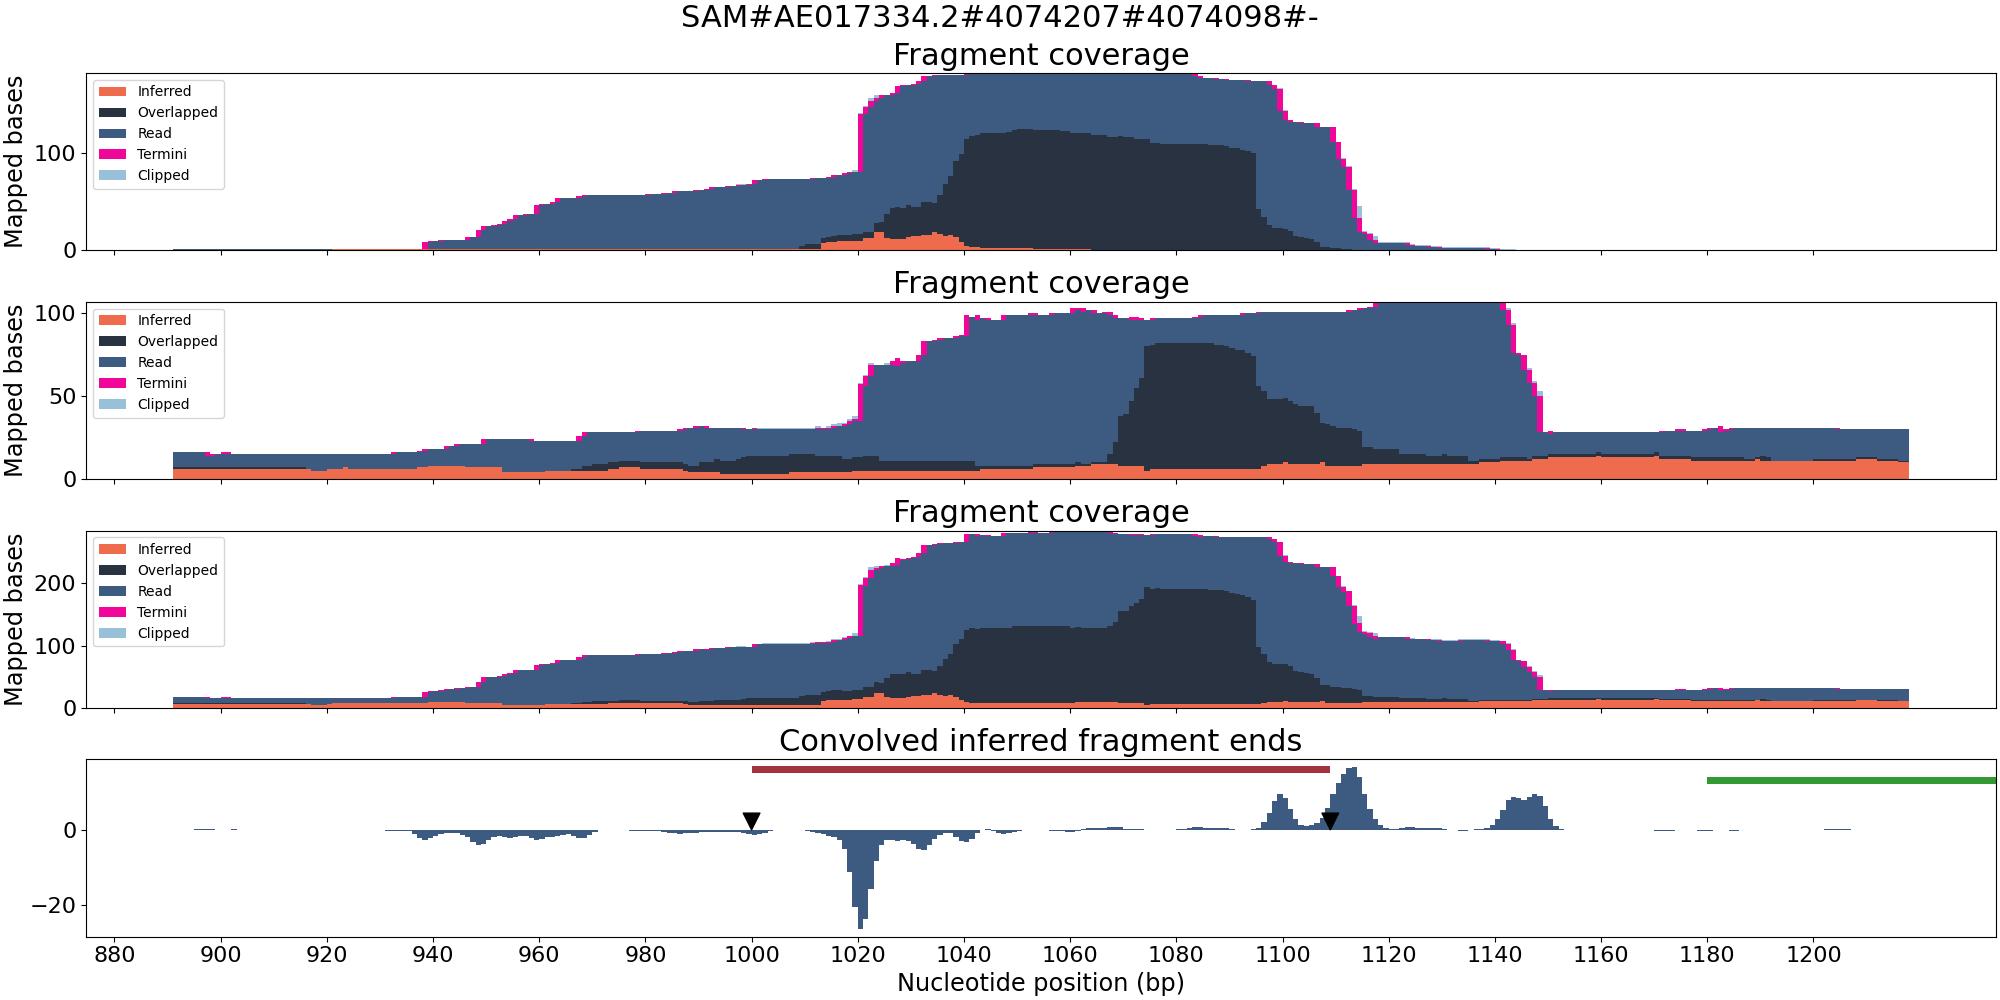 SAM#AE017334.2#4074207#4074098#-
Fragment coverage
Mapped bases
100
0
Inferred
Overlapped
Read
Termini
Clipped
Fragment coverage
Mapped bases
100
50
0
Inferred
Overlapped
Read
Termini
Clipped
Fragment coverage
Mapped bases
200
100
0
Inferred
Overlapped
Read
Termini
Clipped
Convolved inferred fragment ends
0
−20
880 900 920 940 960 980 1000 1020 1040 1060 1080 1100 1120 1140 1160 1180 1200
Nucleotide position (bp)